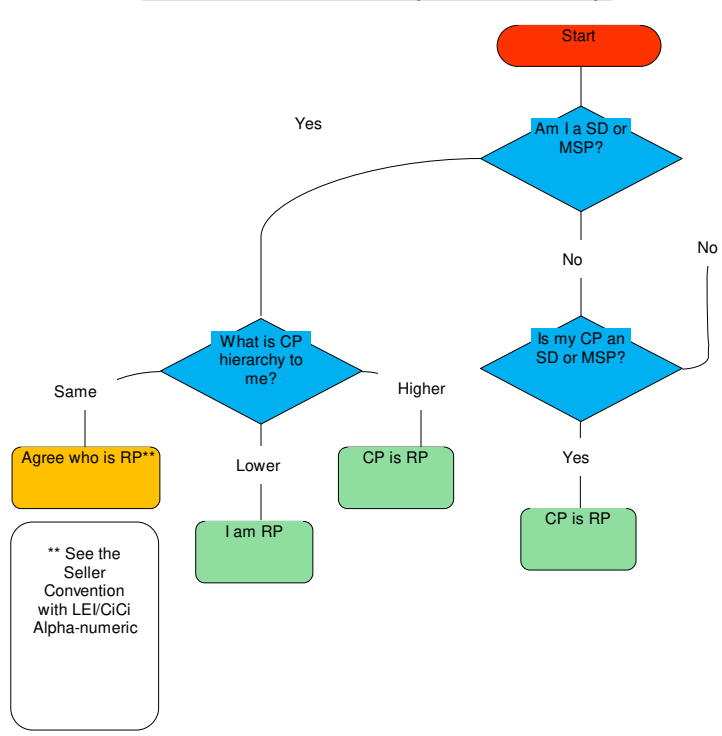 Start
Yes
Am I a SD or
MSP?
No
No
What is CP
hierarchy to
me?
Is my CP an
SD or MSP?
Same
Higher
Agree who is RP**
Lower
CP is RP
Yes
I am RP
CP is RP
** See the
Seller
Convention
with LEI/CiCi
Alpha-numeric